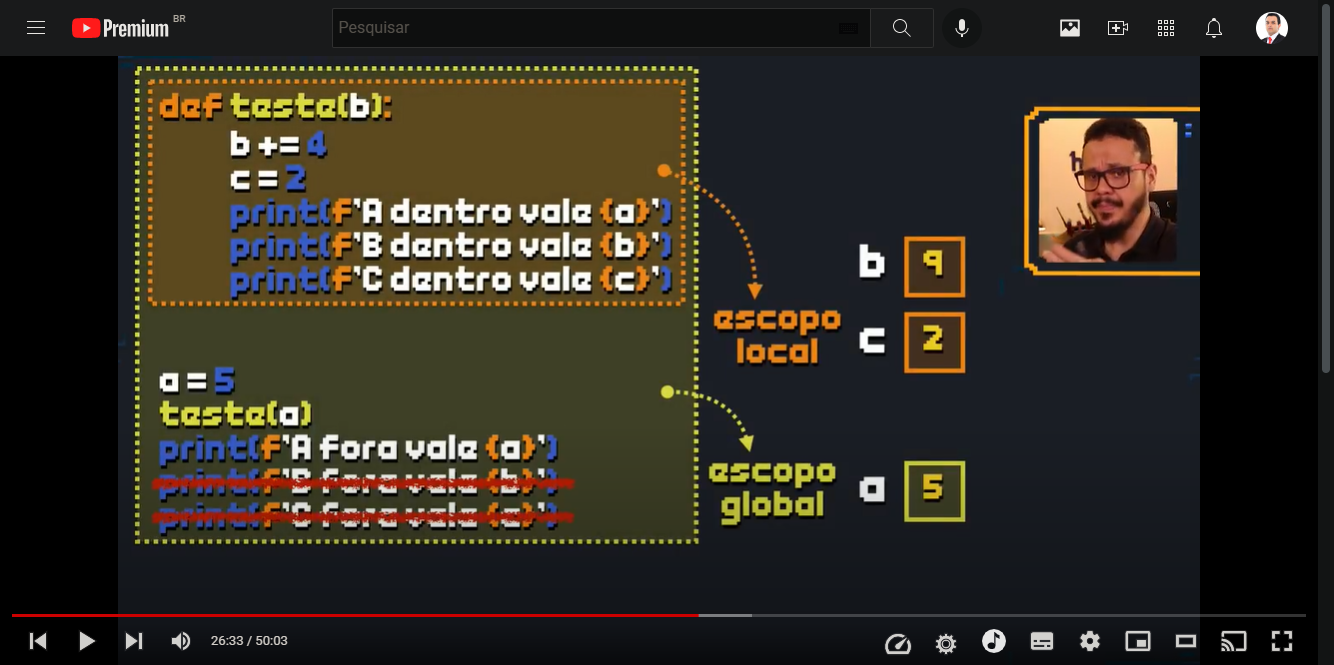 Premium BR
Pesquisar
def teste(b):
b += 4
c = 2
print(f'A dentro vale {a}')
print(f'B dentro vale {b}')
print(f'C dentro vale {c}')
a = 5
teste(a)
print(f'A fora vale {a}')
print(f'B fora vale {b}')
print(f'C fora vale {c}')
escopo
local
b 9
c 2
escopo
global
a 5
26:33 / 50:03